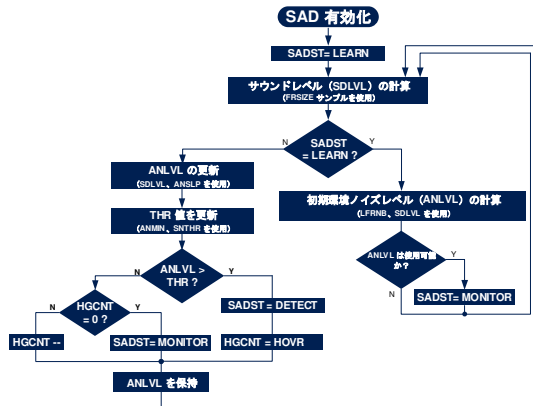 SAD 有効化
SADST= LEARN
サウンドレベル（SDLVL）の計算
（FRSIZE サンプルを使用）
SADST
= LEARN ?
N
Y
ANLVL の更新
（SDLVL、ANSLP を使用）
初期環境ノイズレベル（ANLVL）の計算
（LFRNB、SDLVL を使用）
THR 値を更新
（ANMIN、SNTHR を使用）
ANLVL >
THR ?
N
Y
ANLVL は使用可能
か?
Y
N
HGCNT
= 0 ?
N
Y
SADST = DETECT
SADST= MONITOR
HGCNT --
SADST= MONITOR
HGCNT = HOVR
ANLVL を保持